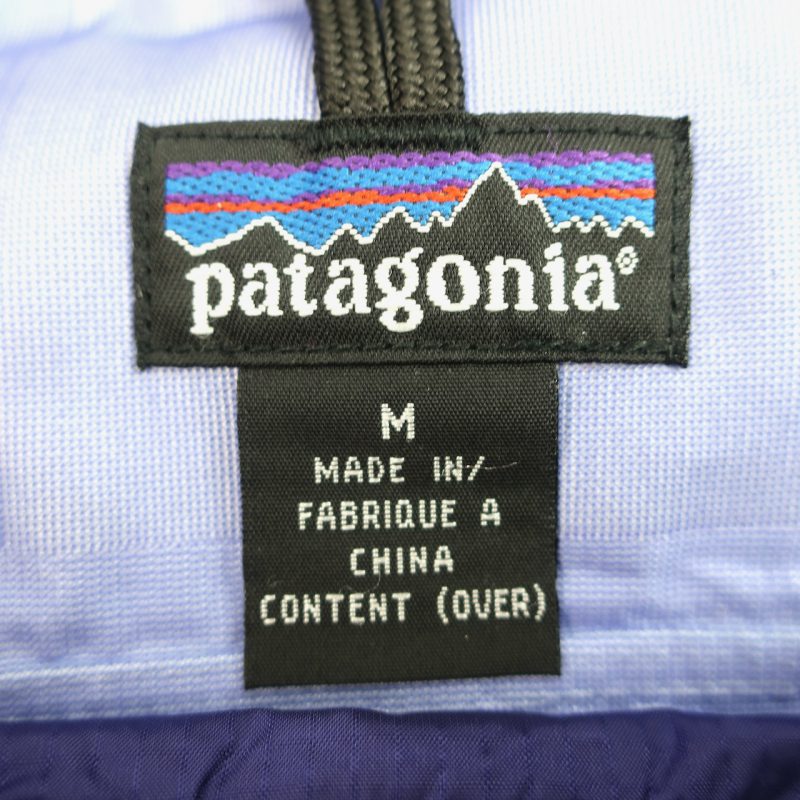 patagonia®
M
MADE IN/
FABRIQUE A
CHINA
CONTENT (OVER)